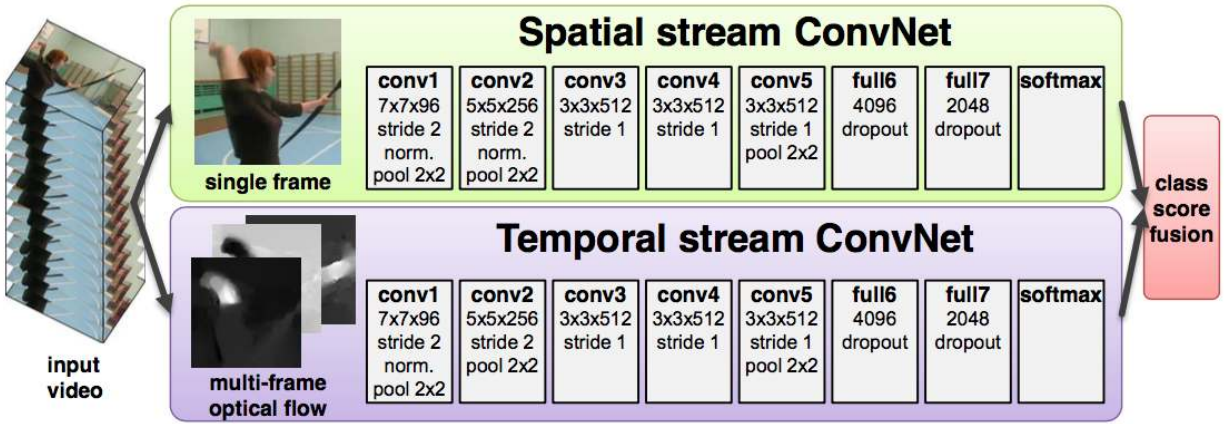 Spatial stream ConvNet
conv1
7x7x96
stride 2
norm.
pool 2x2
conv2
5x5x256
stride 2
norm.
pool 2x2
conv3
3x3x512
stride 1
conv4
3x3x512
stride 1
conv5
3x3x512
stride 1
pool 2x2
full6
4096
dropout
full7
2048
dropout
softmax
single frame
Temporal stream ConvNet
conv1
7x7x96
stride 2
norm.
pool 2x2
conv2
5x5x256
stride 2
pool 2x2
conv3
3x3x512
stride 1
conv4
3x3x512
stride 1
conv5
3x3x512
stride 1
pool 2x2
full6
4096
dropout
full7
2048
dropout
softmax
multi-frame
optical flow
input
video
class
score
fusion